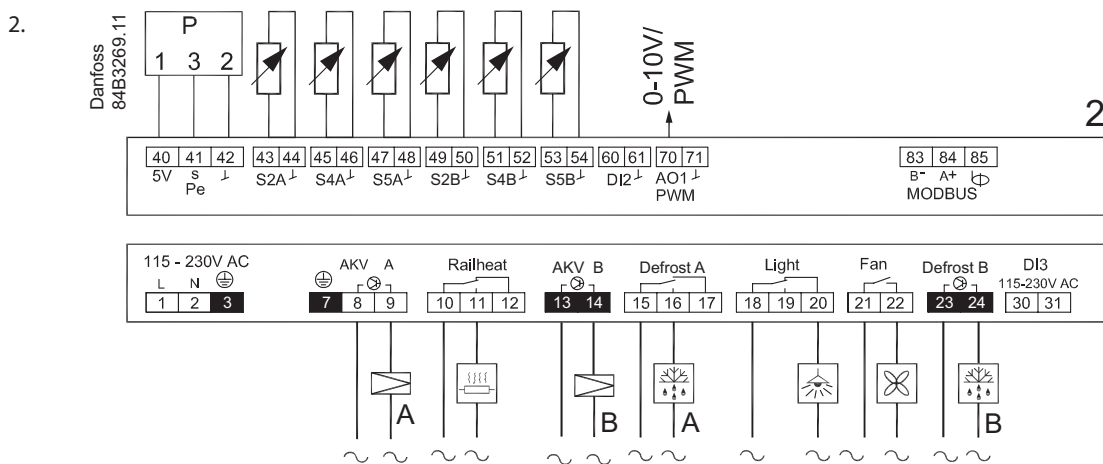 2.
Danfoss
84B3269.11
P
1 3 2
0-10V/
PWM
2
40 41 42 43 44 45 46 47 48 49 50 51 52 53 54 60 61 70 71 83 84 85
5V s S2A S4A S5A S2B S4B S5B DI2 AO1 B- A+
Pe PWM MODBUS
115 - 230V AC AKV A Railheat AKV B Defrost A Light Fan Defrost B DI3
L N 115-230V AC
1 2 3 7 8 9 10 11 12 13 14 15 16 17 18 19 20 21 22 23 24 30 31
A B A B